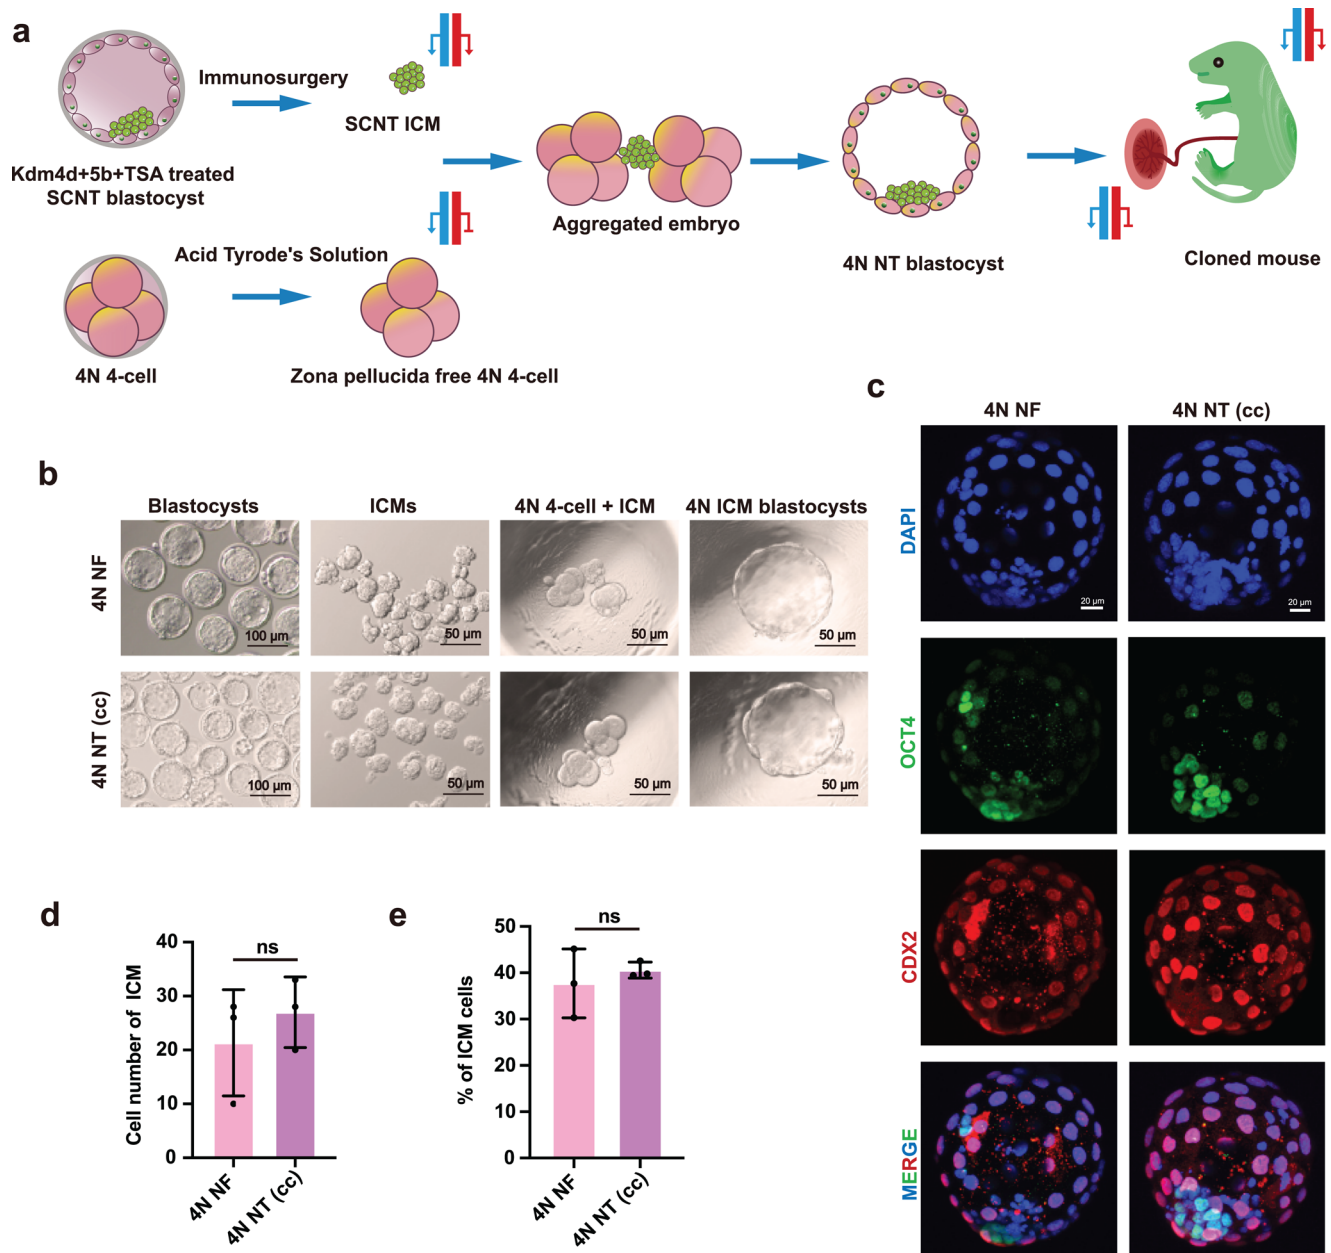 a
Immunosurgery
SCNT ICM
Kdm4d+5b+TSA treated
SCNT blastocyst
Acid Tyrode's Solution
4N 4-cell
Zona pellucida free 4N 4-cell
Aggregated embryo
4N NT blastocyst
Cloned mouse
b
Blastocysts
ICMs
4N 4-cell + ICM
4N ICM blastocysts
4N NF
100 µm
50 µm
50 µm
50 µm
4N NT (cc)
100 µm
50 µm
50 µm
50 µm
c
4N NF
4N NT (cc)
DAPI
20 µm
20 µm
OCT4
CDX2
MERGE
d
Cell number of ICM
40
30
20
10
0
ns
4N NF
4N NT (cc)
e
% of ICM cells
50
40
30
20
10
0
ns
4N NF
4N NT (cc)